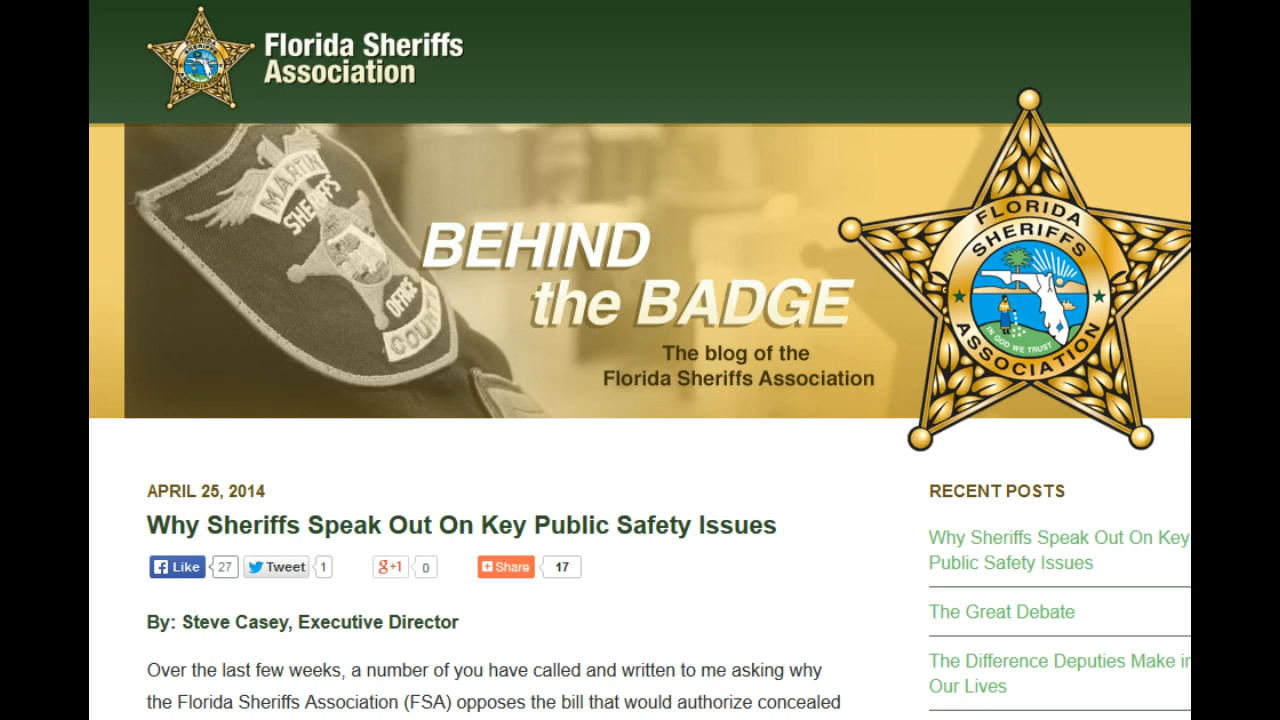 FLORIDA
SHERIFFS
ASSOCIATION
Florida Sheriffs
Association
MARTIN
SHERIFF'S
OFFICE
COUNTY
BEHIND
the BADGE
The blog of the
Florida Sheriffs Association
FLORIDA
SHERIFFS
IN GOD WE TRUST
ASSOCIATION
APRIL 25, 2014
Why Sheriffs Speak Out On Key Public Safety Issues
Like 27 Tweet 1 g+1 0 Share 17
By: Steve Casey, Executive Director
Over the last few weeks, a number of you have called and written to me asking why
the Florida Sheriffs Association (FSA) opposes the bill that would authorize concealed
RECENT POSTS
Why Sheriffs Speak Out On Key
Public Safety Issues
The Great Debate
The Difference Deputies Make in
Our Lives